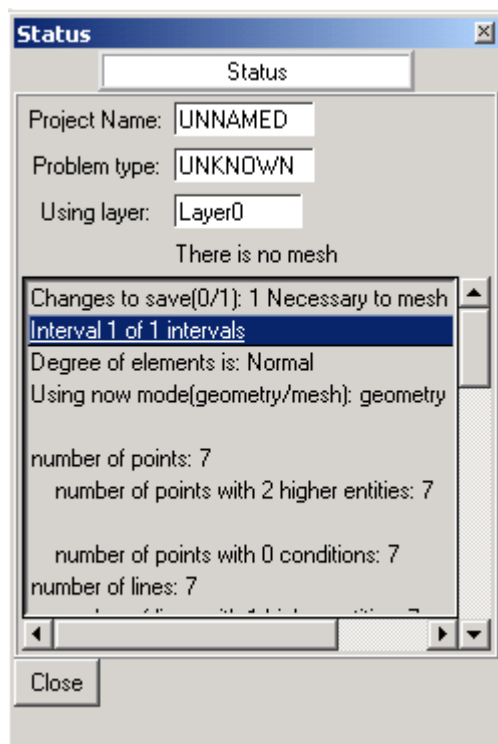 Status
Status
Project Name: UNNAMED
Problem type: UNKNOWN
Using layer: Layer0
There is no mesh
Changes to save(0/1): 1 Necessary to mesh
Interval 1 of 1 intervals
Degree of elements is: Normal
Using now mode(geometry/mesh): geometry
number of points: 7
number of points with 2 higher entities: 7
number of points with 0 conditions: 7
number of lines: 7
Close